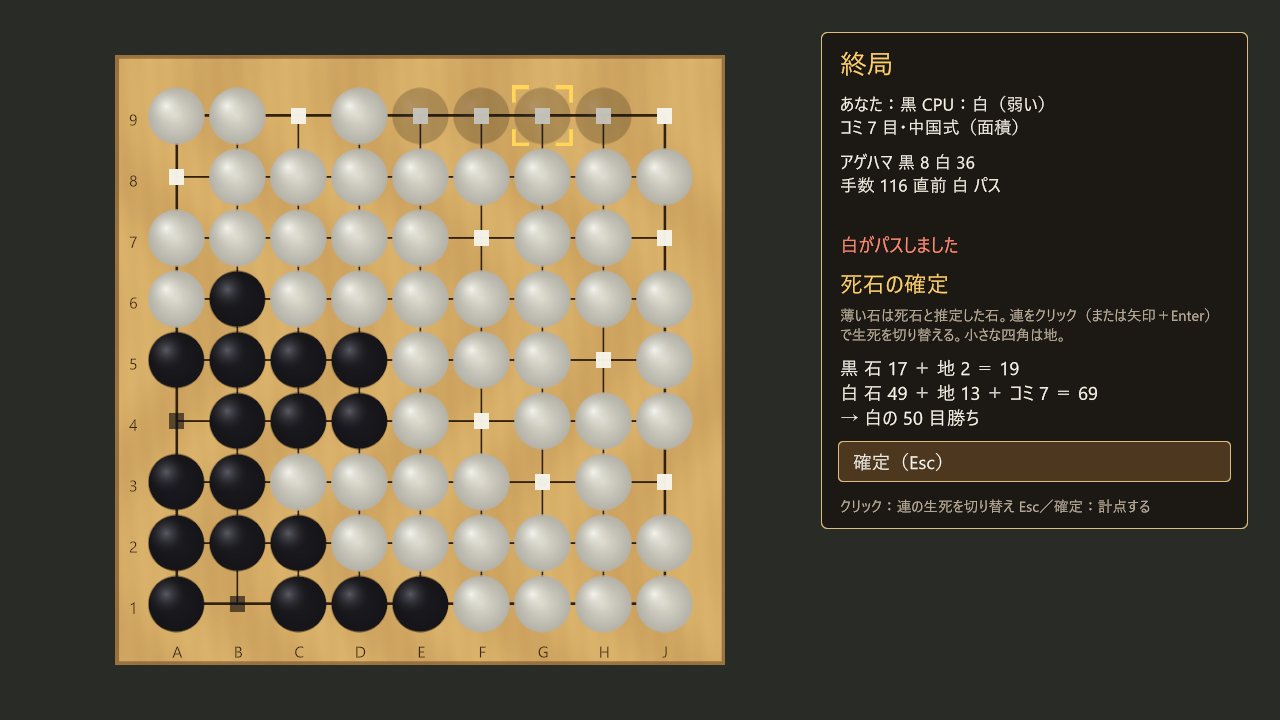 終局
あなた：黒 CPU：白（弱い）
コミ 7 目・中国式（面積）
アゲハマ 黒 8 白 36
手数 116 直前 白 パス
白がパスしました
死石の確定
薄い石は死石と推定した石。連をクリック（または矢印＋Enter）
で生死を切り替える。小さな四角は地。
黒 石 17 ＋ 地 2 ＝ 19
白 石 49 ＋ 地 13 ＋ コミ 7 ＝ 69
→ 白の 50 目勝ち
確定（Esc）
クリック：連の生死を切り替え Esc／確定：計点する
9
8
7
6
5
4
3
2
1
A B C D E F G H J